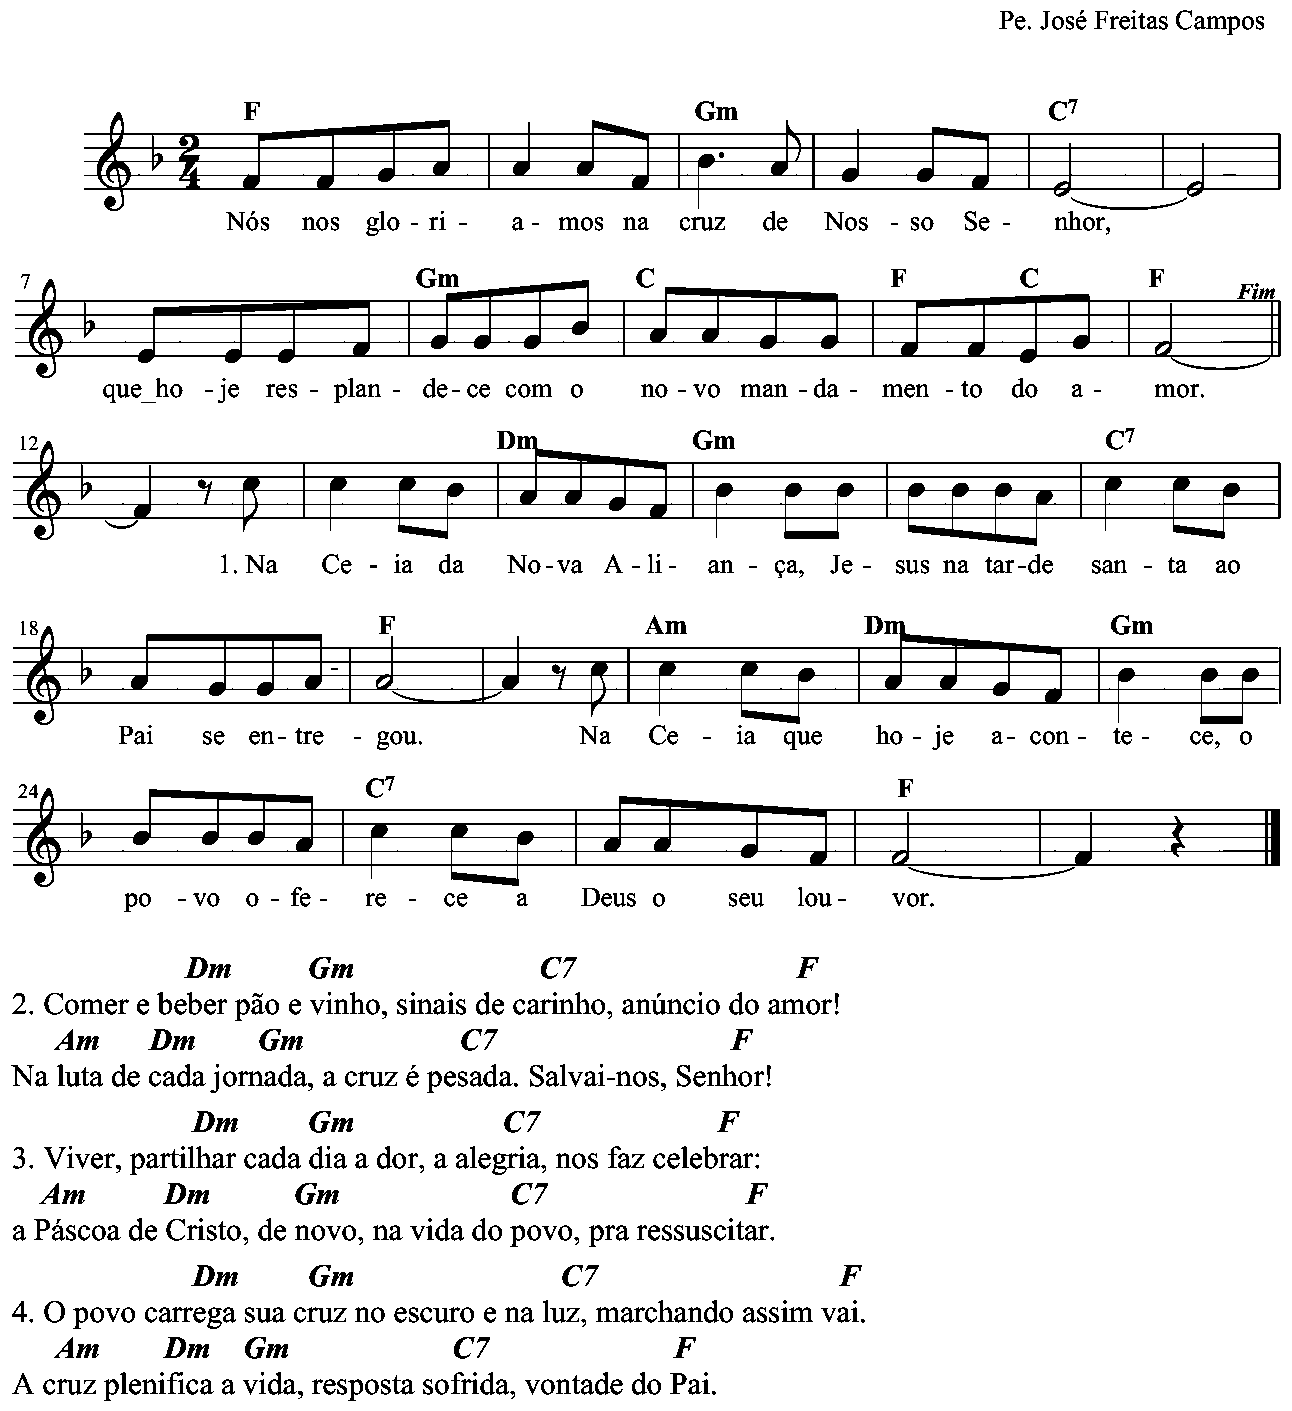 Pe. José Freitas Campos
F Gm C7
2/4
Nós nos glo - ri - a - mos na cruz de Nos - so Se - nhor,
7 Gm C F C F Fim
que_ho - je res - plan - de - ce com o no - vo man - da - men - to do a - mor.
12 Dm Gm C7
1. Na Ce - ia da No - va A - li - an - ça, Je - sus na tar - de san - ta ao
18 F Am Dm Gm
Pai se en - tre - gou. Na Ce - ia que ho - je a - con - te - ce, o
24 C7 F
po - vo o - fe - re - ce a Deus o seu lou - vor.
Dm Gm C7 F
2. Comer e beber pão e vinho, sinais de carinho, anúncio do amor!
Am Dm Gm C7 F
Na luta de cada jornada, a cruz é pesada. Salvai-nos, Senhor!
Dm Gm C7 F
3. Viver, partilhar cada dia a dor, a alegria, nos faz celebrar:
Am Dm Gm C7 F
a Páscoa de Cristo, de novo, na vida do povo, pra ressuscitar.
Dm Gm C7 F
4. O povo carrega sua cruz no escuro e na luz, marchando assim vai.
Am Dm Gm C7 F
A cruz plenifica a vida, resposta sofrida, vontade do Pai.